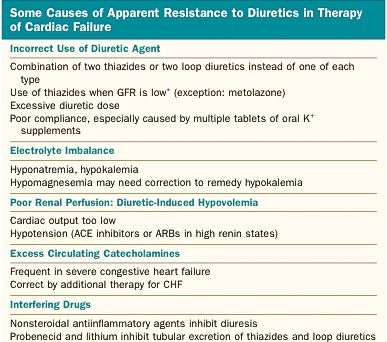 Some Causes of Apparent Resistance to Diuretics in Therapy
of Cardiac Failure
Incorrect Use of Diuretic Agent
Combination of two thiazides or two loop diuretics instead of one of each
type
Use of thiazides when GFR is low* (exception: metolazone)
Excessive diuretic dose
Poor compliance, especially caused by multiple tablets of oral K⁺
supplements
Electrolyte Imbalance
Hyponatremia, hypokalemia
Hypomagnesemia may need correction to remedy hypokalemia
Poor Renal Perfusion: Diuretic-Induced Hypovolemia
Cardiac output too low
Hypotension (ACE inhibitors or ARBs in high renin states)
Excess Circulating Catecholamines
Frequent in severe congestive heart failure
Correct by additional therapy for CHF
Interfering Drugs
Nonsteroidal antiinflammatory agents inhibit diuresis
Probenecid and lithium inhibit tubular excretion of thiazides and loop diuretics